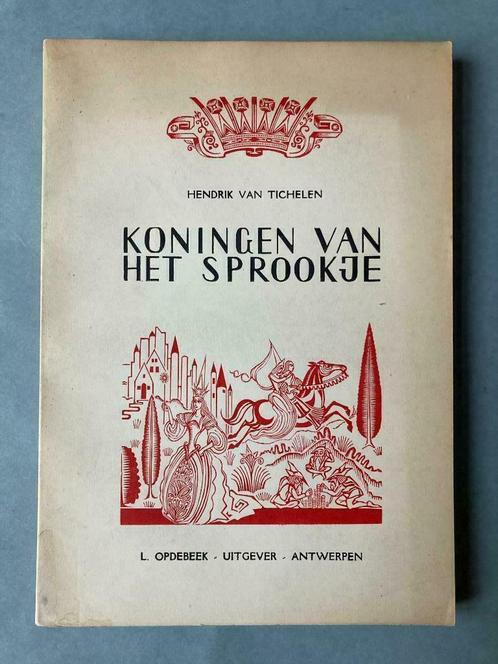 HENDRIK VAN TICHELEN
KONINGEN VAN
HET SPROOKJE
L. OPDEBEEK - UITGEVER - ANTWERPEN